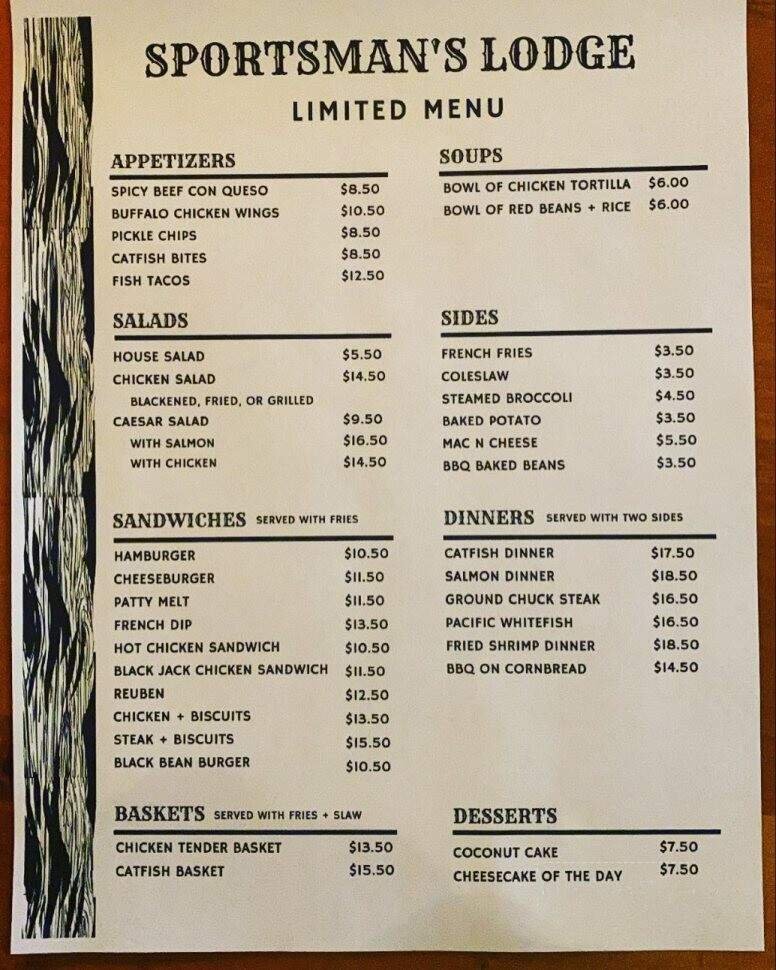 SPORTSMAN'S LODGE
LIMITED MENU
APPETIZERS
SPICY BEEF CON QUESO $8.50
BUFFALO CHICKEN WINGS $10.50
PICKLE CHIPS $8.50
CATFISH BITES $8.50
FISH TACOS $12.50
SOUPS
BOWL OF CHICKEN TORTILLA $6.00
BOWL OF RED BEANS + RICE $6.00
SALADS
HOUSE SALAD $5.50
CHICKEN SALAD $14.50
BLACKENED, FRIED, OR GRILLED
CAESAR SALAD $9.50
WITH SALMON $16.50
WITH CHICKEN $14.50
SIDES
FRENCH FRIES $3.50
COLESLAW $3.50
STEAMED BROCCOLI $4.50
BAKED POTATO $3.50
MAC N CHEESE $5.50
BBQ BAKED BEANS $3.50
SANDWICHES SERVED WITH FRIES
HAMBURGER $10.50
CHEESEBURGER $11.50
PATTY MELT $11.50
FRENCH DIP $13.50
HOT CHICKEN SANDWICH $10.50
BLACK JACK CHICKEN SANDWICH $11.50
REUBEN $12.50
CHICKEN + BISCUITS $13.50
STEAK + BISCUITS $15.50
BLACK BEAN BURGER $10.50
DINNERS SERVED WITH TWO SIDES
CATFISH DINNER $17.50
SALMON DINNER $18.50
GROUND CHUCK STEAK $16.50
PACIFIC WHITEFISH $16.50
FRIED SHRIMP DINNER $18.50
BBQ ON CORNBREAD $14.50
BASKETS SERVED WITH FRIES + SLAW
CHICKEN TENDER BASKET $13.50
CATFISH BASKET $15.50
DESSERTS
COCONUT CAKE $7.50
CHEESECAKE OF THE DAY $7.50